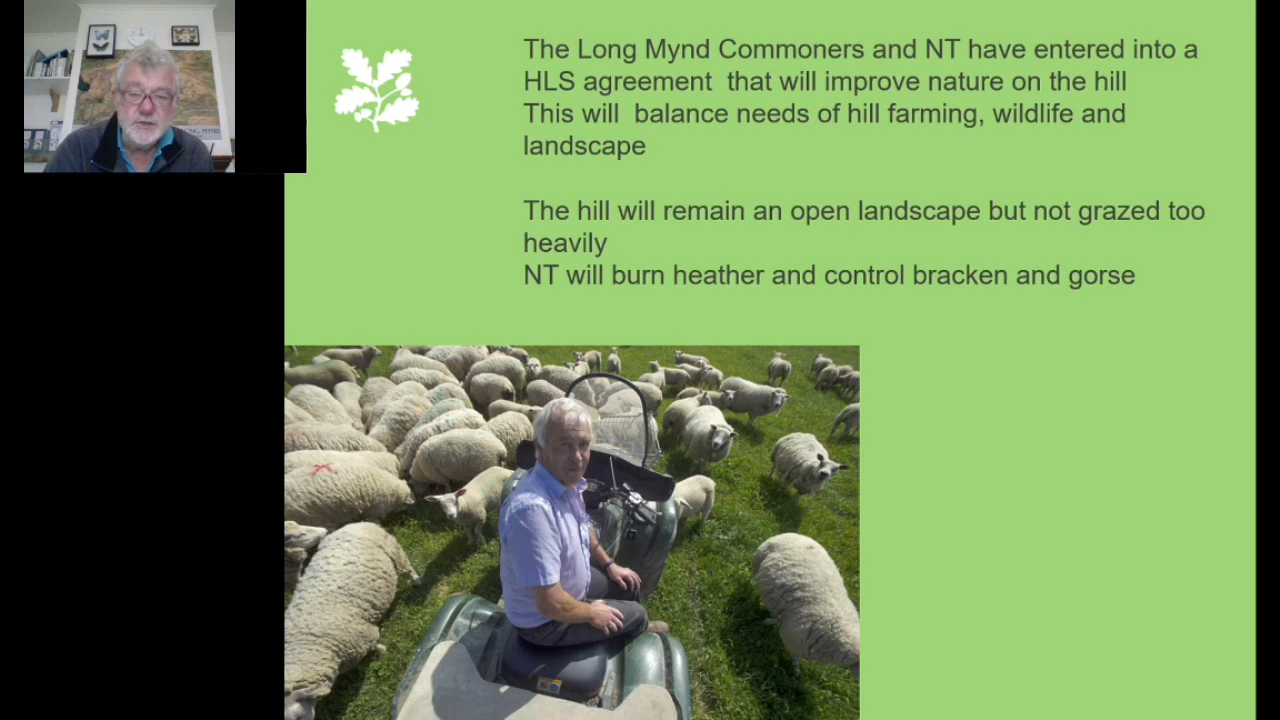 The Long Mynd Commoners and NT have entered into a
HLS agreement that will improve nature on the hill
This will balance needs of hill farming, wildlife and
landscape
The hill will remain an open landscape but not grazed too
heavily
NT will burn heather and control bracken and gorse
LONG MYND